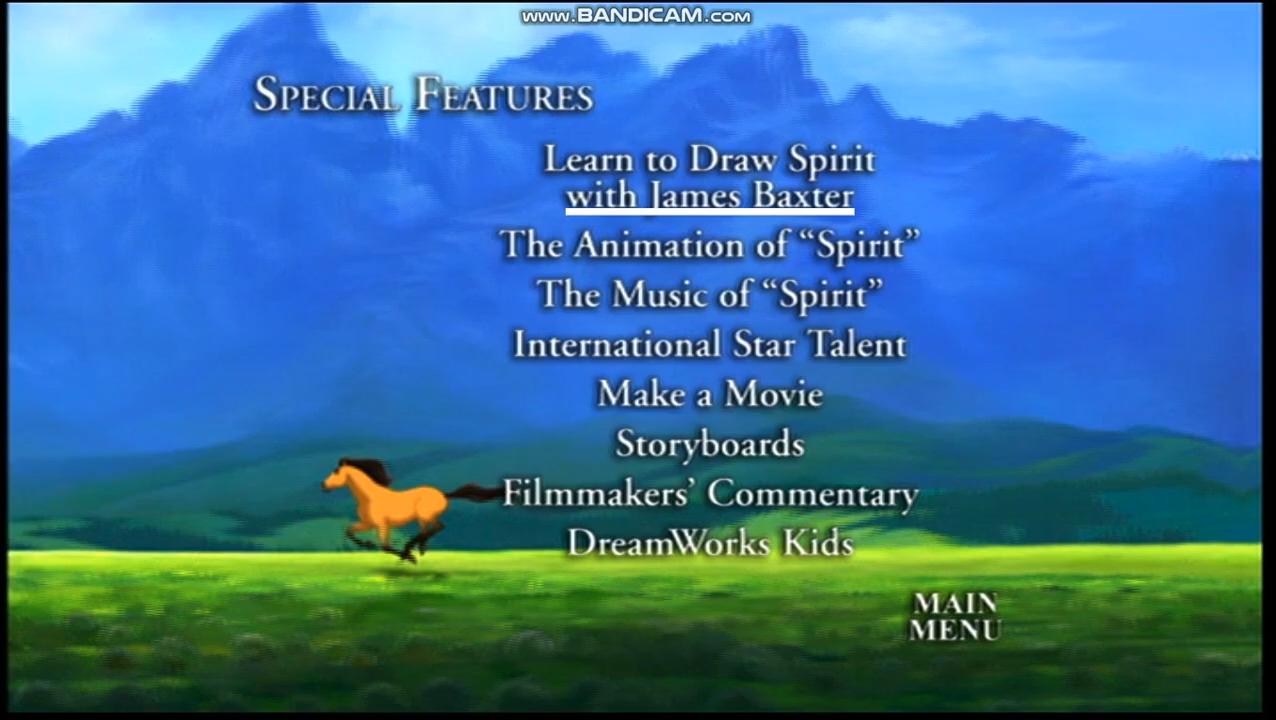 www.BANDICAM.com
SPECIAL FEATURES
Learn to Draw Spirit
with James Baxter
The Animation of “Spirit”
The Music of “Spirit”
International Star Talent
Make a Movie
Storyboards
Filmmakers’ Commentary
DreamWorks Kids
MAIN
MENU